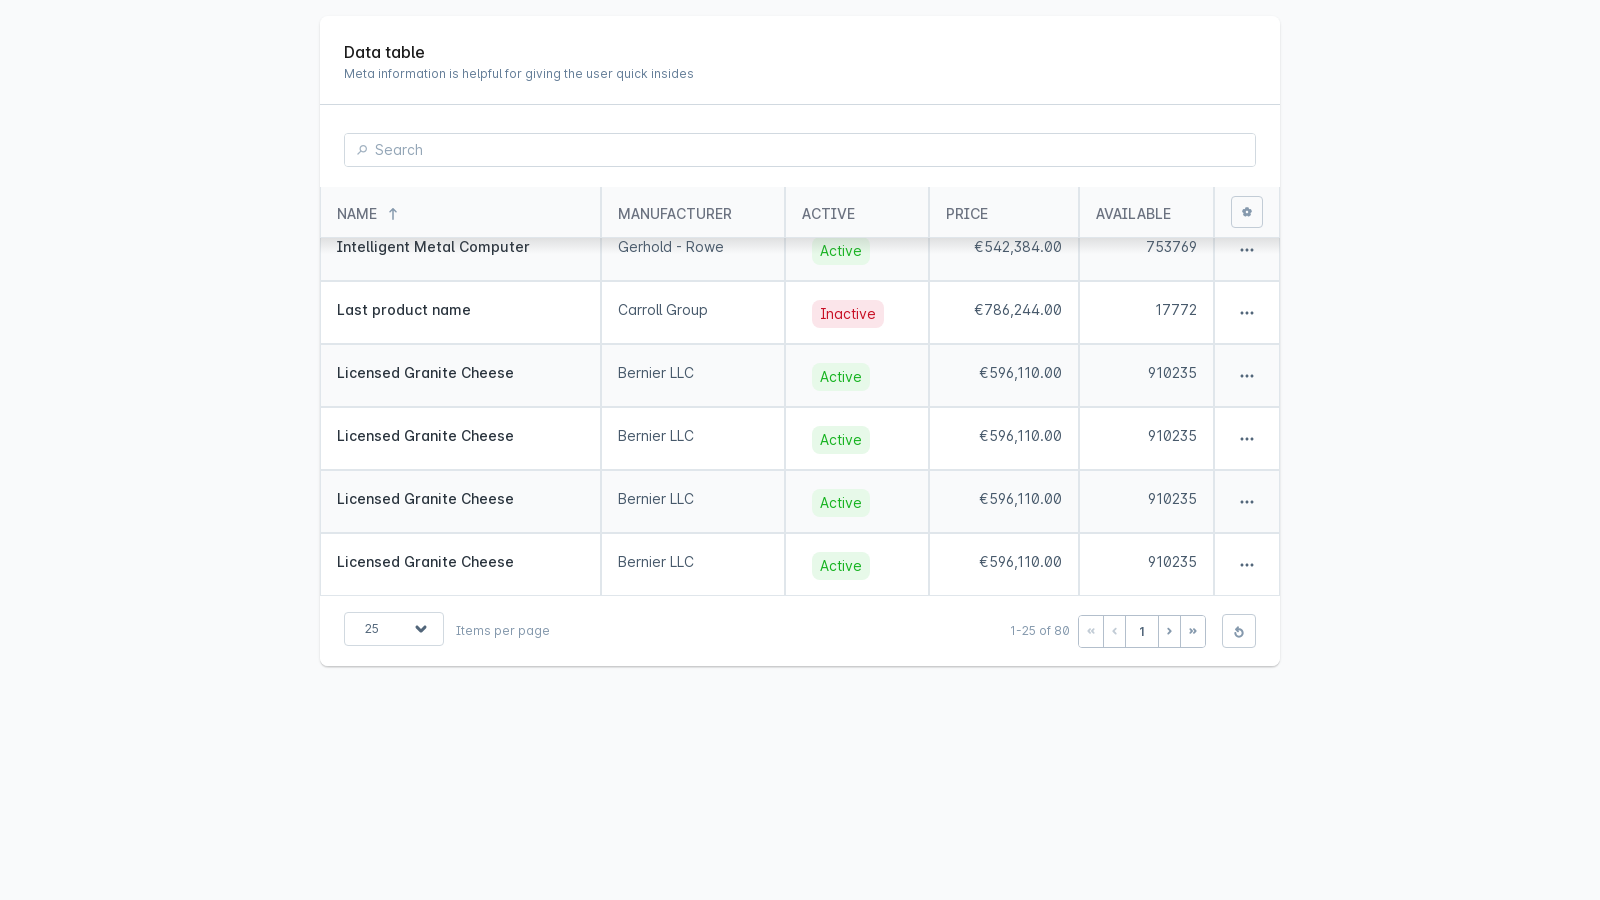 Data table
Meta information is helpful for giving the user quick insides
Search
NAME MANUFACTURER ACTIVE PRICE AVAILABLE
Intelligent Metal Computer Gerhold - Rowe Active €542,384.00 753769
Last product name Carroll Group Inactive €786,244.00 17772
Licensed Granite Cheese Bernier LLC Active €596,110.00 910235
Licensed Granite Cheese Bernier LLC Active €596,110.00 910235
Licensed Granite Cheese Bernier LLC Active €596,110.00 910235
Licensed Granite Cheese Bernier LLC Active €596,110.00 910235
25 Items per page 1-25 of 80 « ‹ 1 › »